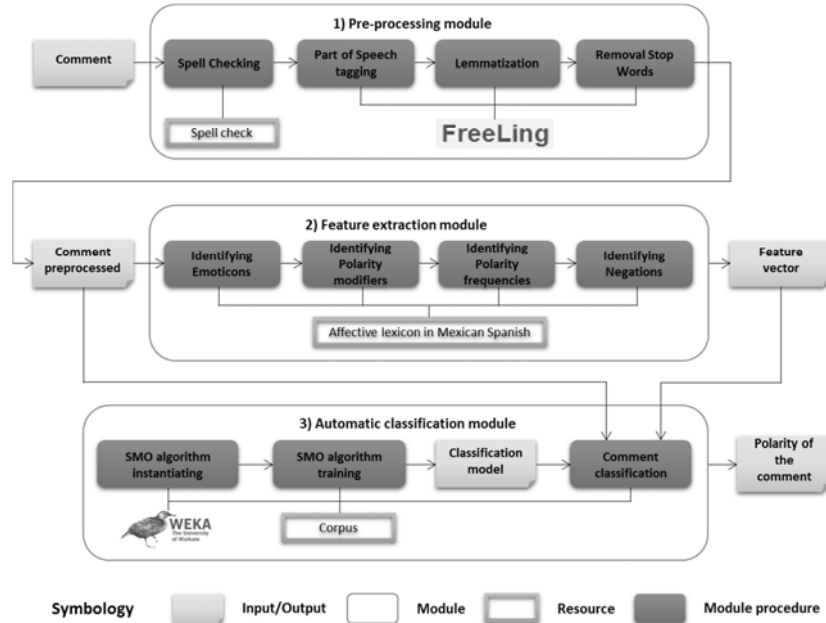 1) Pre-processing module
Comment
Spell Checking
Part of Speech
tagging
Lemmatization
Removal Stop
Words
Spell check
FreeLing
2) Feature extraction module
Comment
preprocessed
Identifying
Emoticons
Identifying
Polarity
modifiers
Identifying
Polarity
frequencies
Identifying
Negations
Feature
vector
Affective lexicon in Mexican Spanish
3) Automatic classification module
SMO algorithm
instantiating
SMO algorithm
training
Classification
model
Comment
classification
Polarity of
the
comment
WEKA
The University
of Waikato
Corpus
Symbology
Input/Output
Module
Resource
Module procedure